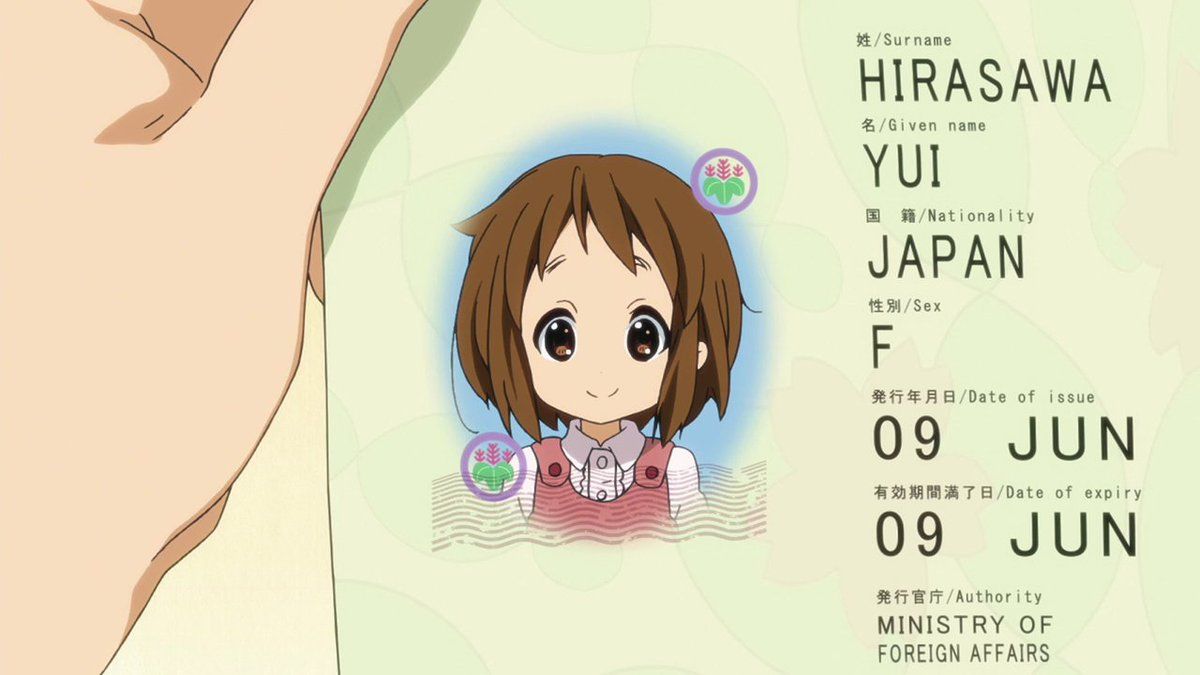 姓/Surname
HIRASAWA
名/Given name
YUI
国 籍/Nationality
JAPAN
性別/Sex
F
発行年月日/Date of issue
09 JUN
有効期間満了日/Date of expiry
09 JUN
発行官庁/Authority
MINISTRY OF
FOREIGN AFFAIRS